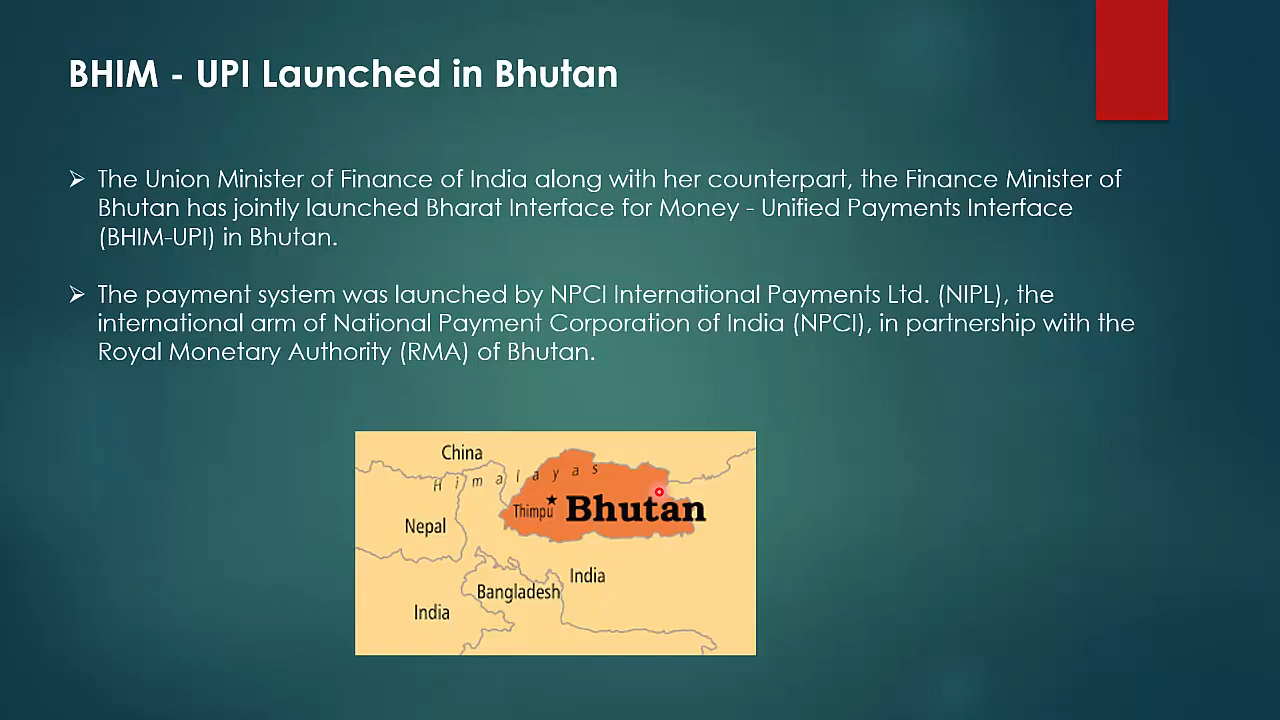 BHIM - UPI Launched in Bhutan
➢ The Union Minister of Finance of India along with her counterpart, the Finance Minister of
Bhutan has jointly launched Bharat Interface for Money - Unified Payments Interface
(BHIM-UPI) in Bhutan.
➢ The payment system was launched by NPCI International Payments Ltd. (NIPL), the
international arm of National Payment Corporation of India (NPCI), in partnership with the
Royal Monetary Authority (RMA) of Bhutan.
China
Himalayas
Thimpu
Bhutan
Nepal
India
Bangladesh
India